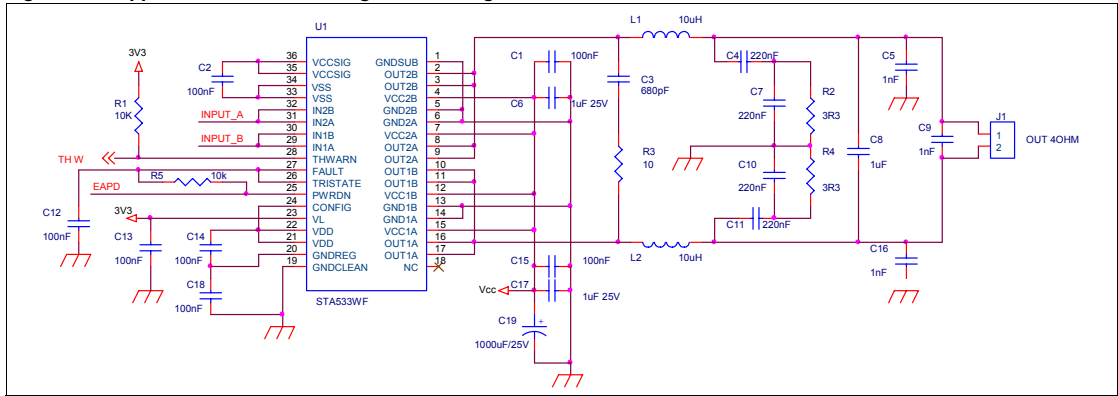 U1
STA533WF
36 VCCSIG
35 VCCSIG
34 VSS
33 VSS
32 IN2B
31 IN2A
30 IN1B
29 IN1A
28 THWARN
27 FAULT
26 TRISTATE
25 PWRDN
24 CONFIG
23 VL
22 VDD
21 VDD
20 GNDREG
19 GNDCLEAN
GNDSUB 1
OUT2B 2
OUT2B 3
VCC2B 4
GND2B 5
GND2A 6
VCC2A 7
OUT2A 8
OUT2A 9
OUT1B 10
OUT1B 11
VCC1B 12
GND1B 13
GND1A 14
VCC1A 15
OUT1A 16
OUT1A 17
NC 18
3V3
R1
10K
C2
100nF
INPUT_A
INPUT_B
TH W
R5
10k
EAPD
C12
100nF
3V3
C13
100nF
C14
100nF
C18
100nF
C1
100nF
C6
1uF 25V
C15
100nF
Vcc
C17
1uF 25V
C19
+
1000uF/25V
L1
10uH
C3
680pF
R3
10
L2
10uH
C4
220nF
C7
220nF
R2
3R3
C10
220nF
R4
3R3
C11
220nF
C8
1uF
C5
1nF
C9
1nF
C16
1nF
J1
1
2
OUT 4OHM